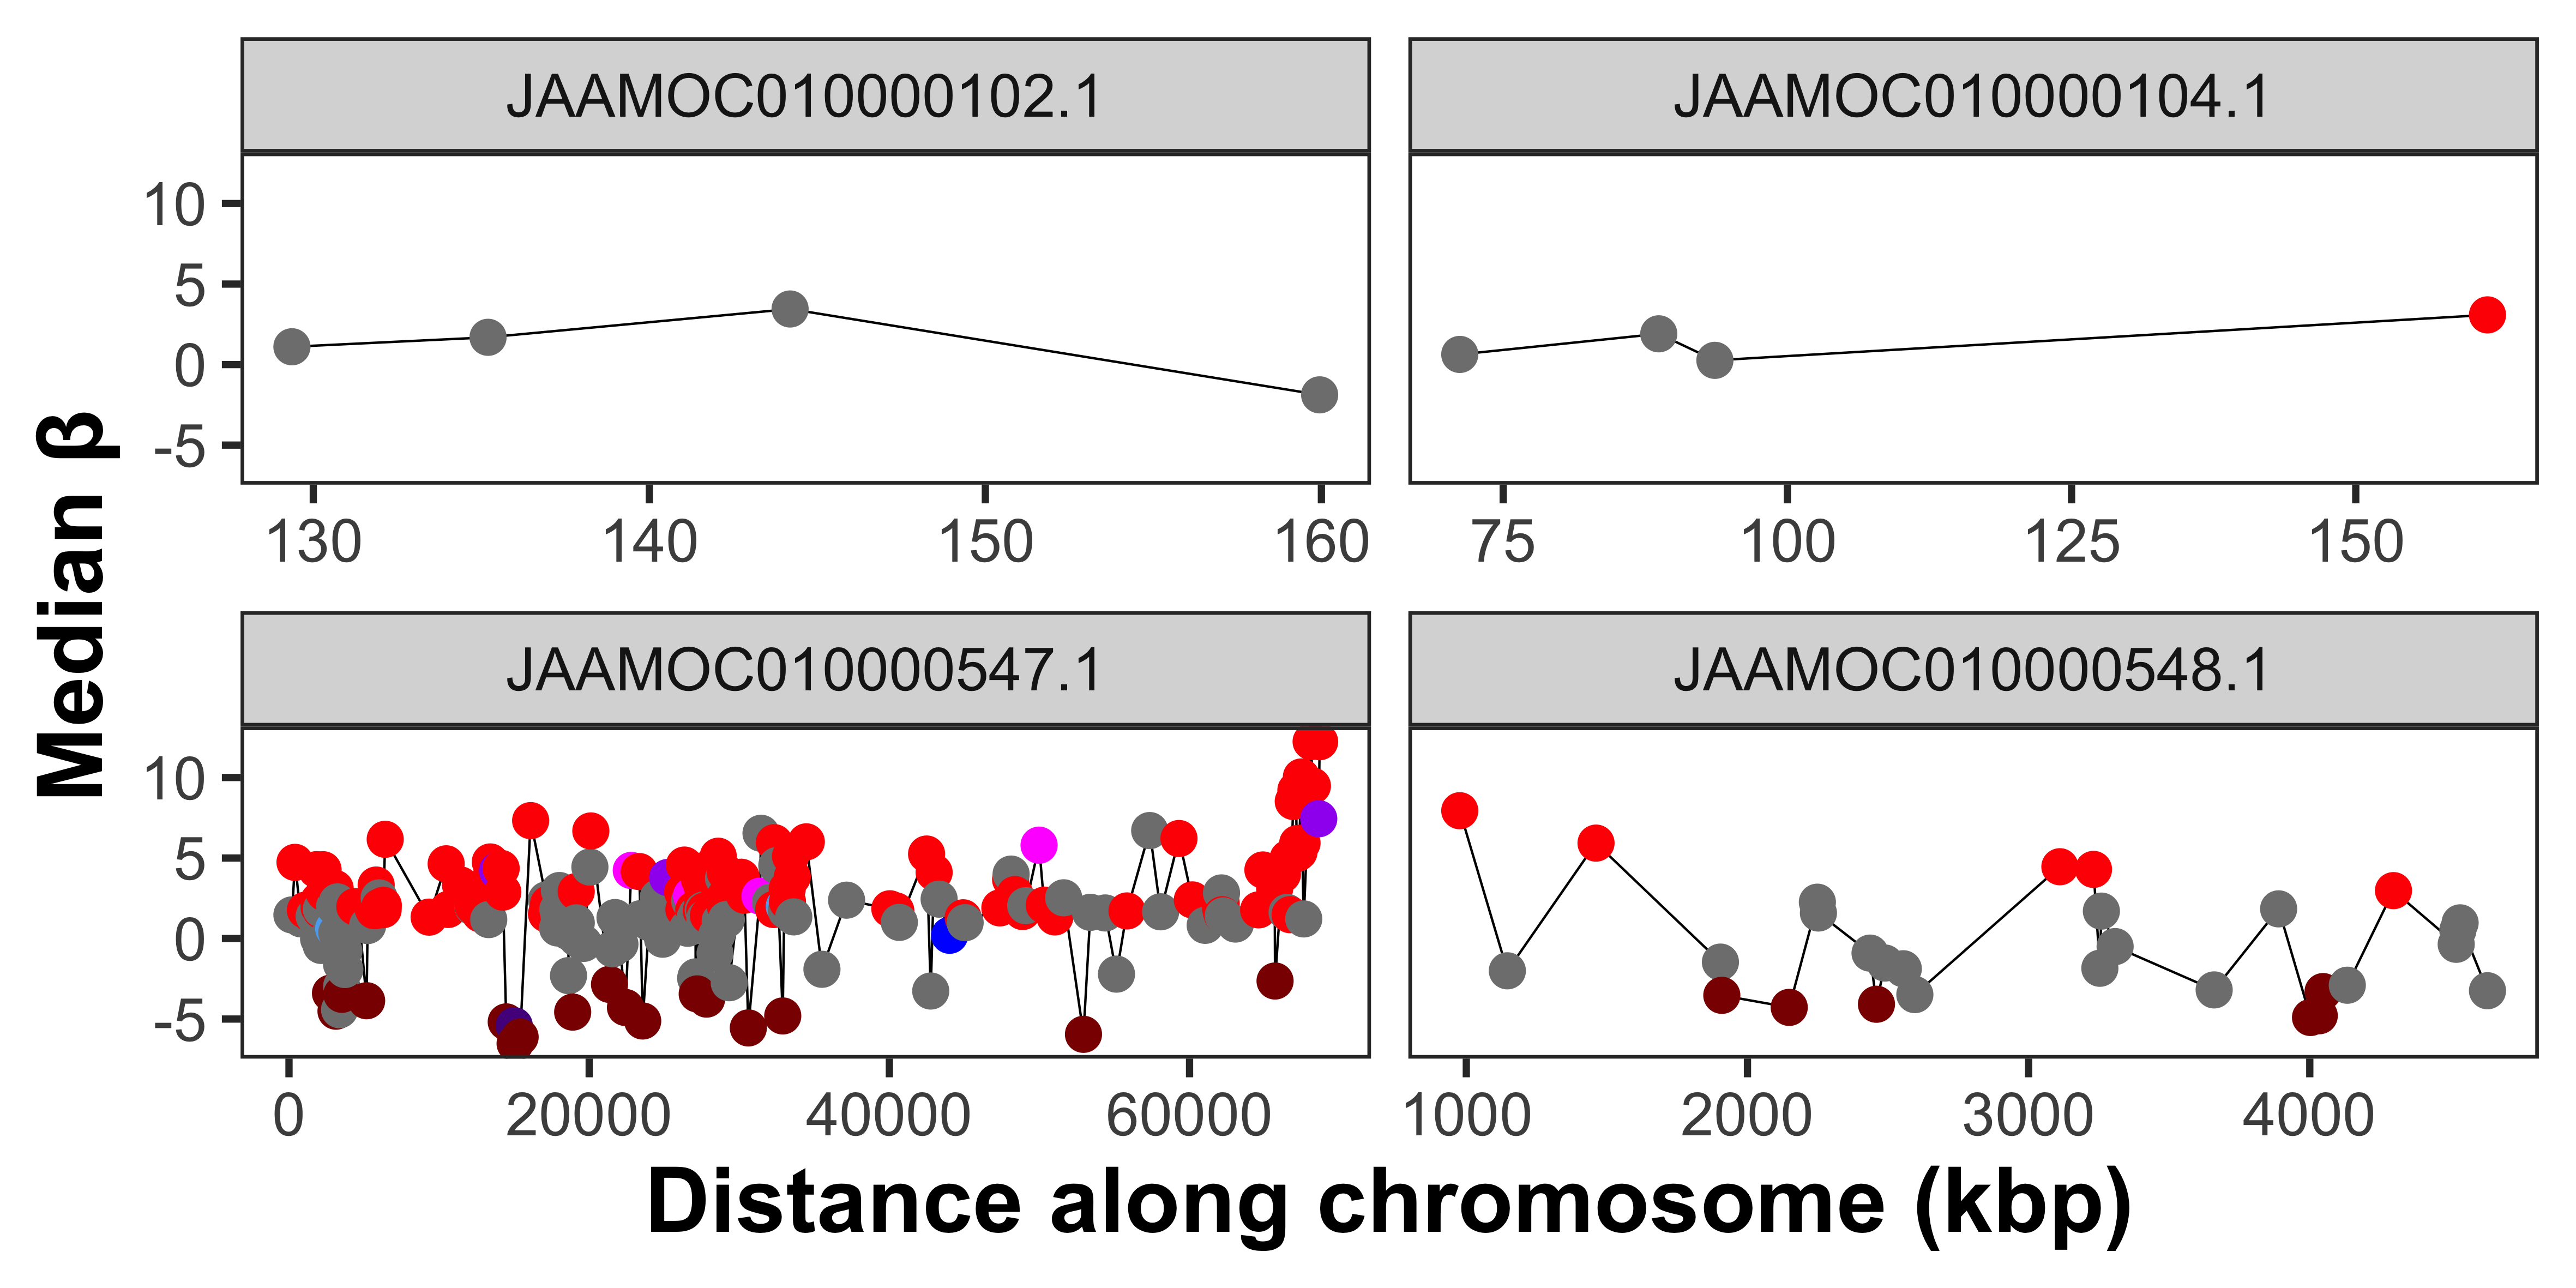 JAAMOC010000102.1
JAAMOC010000104.1
10
5
0
-5
130 140 150 160
75 100 125 150
Median β
JAAMOC010000547.1
JAAMOC010000548.1
10
5
0
-5
0 20000 40000 60000
1000 2000 3000 4000
Distance along chromosome (kbp)